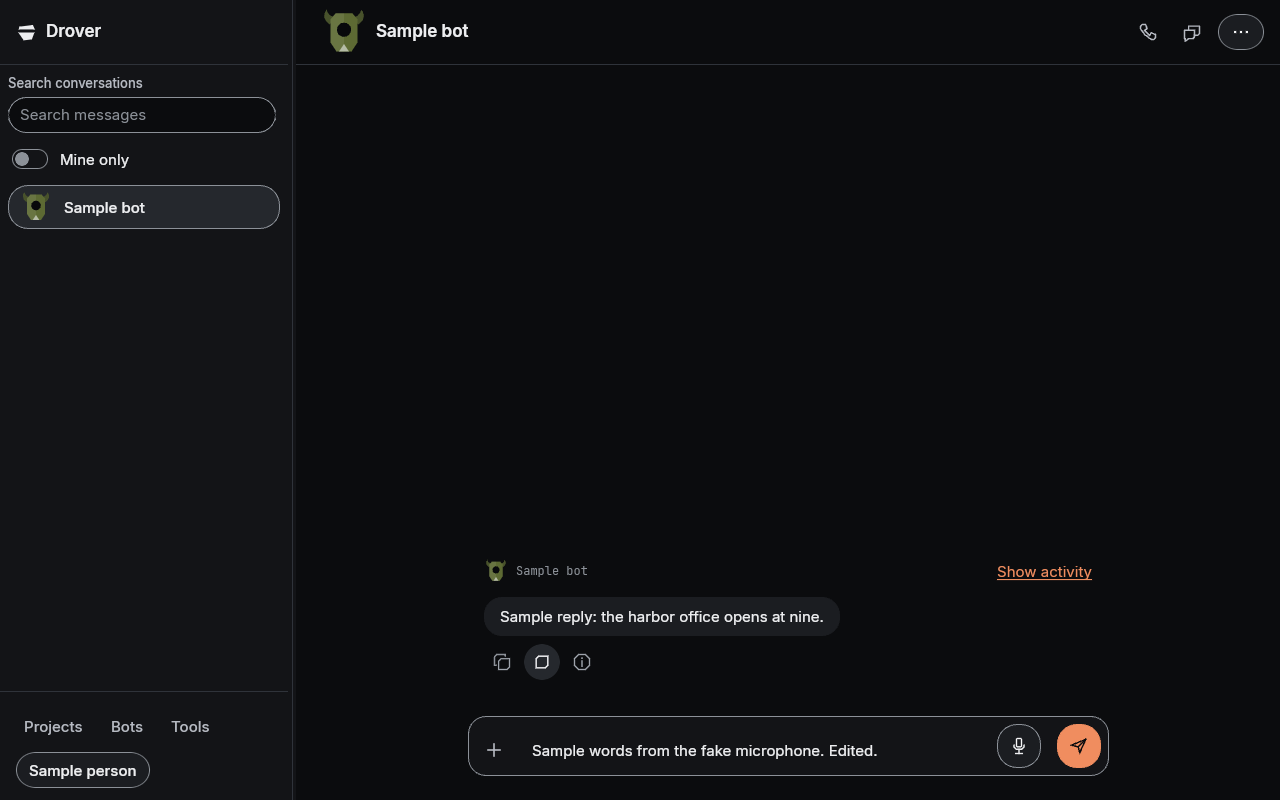 Drover
Search conversations
Search messages
Mine only
Sample bot
Projects Bots Tools
Sample person
Sample bot
Sample bot
Show activity
Sample reply: the harbor office opens at nine.
Sample words from the fake microphone. Edited.